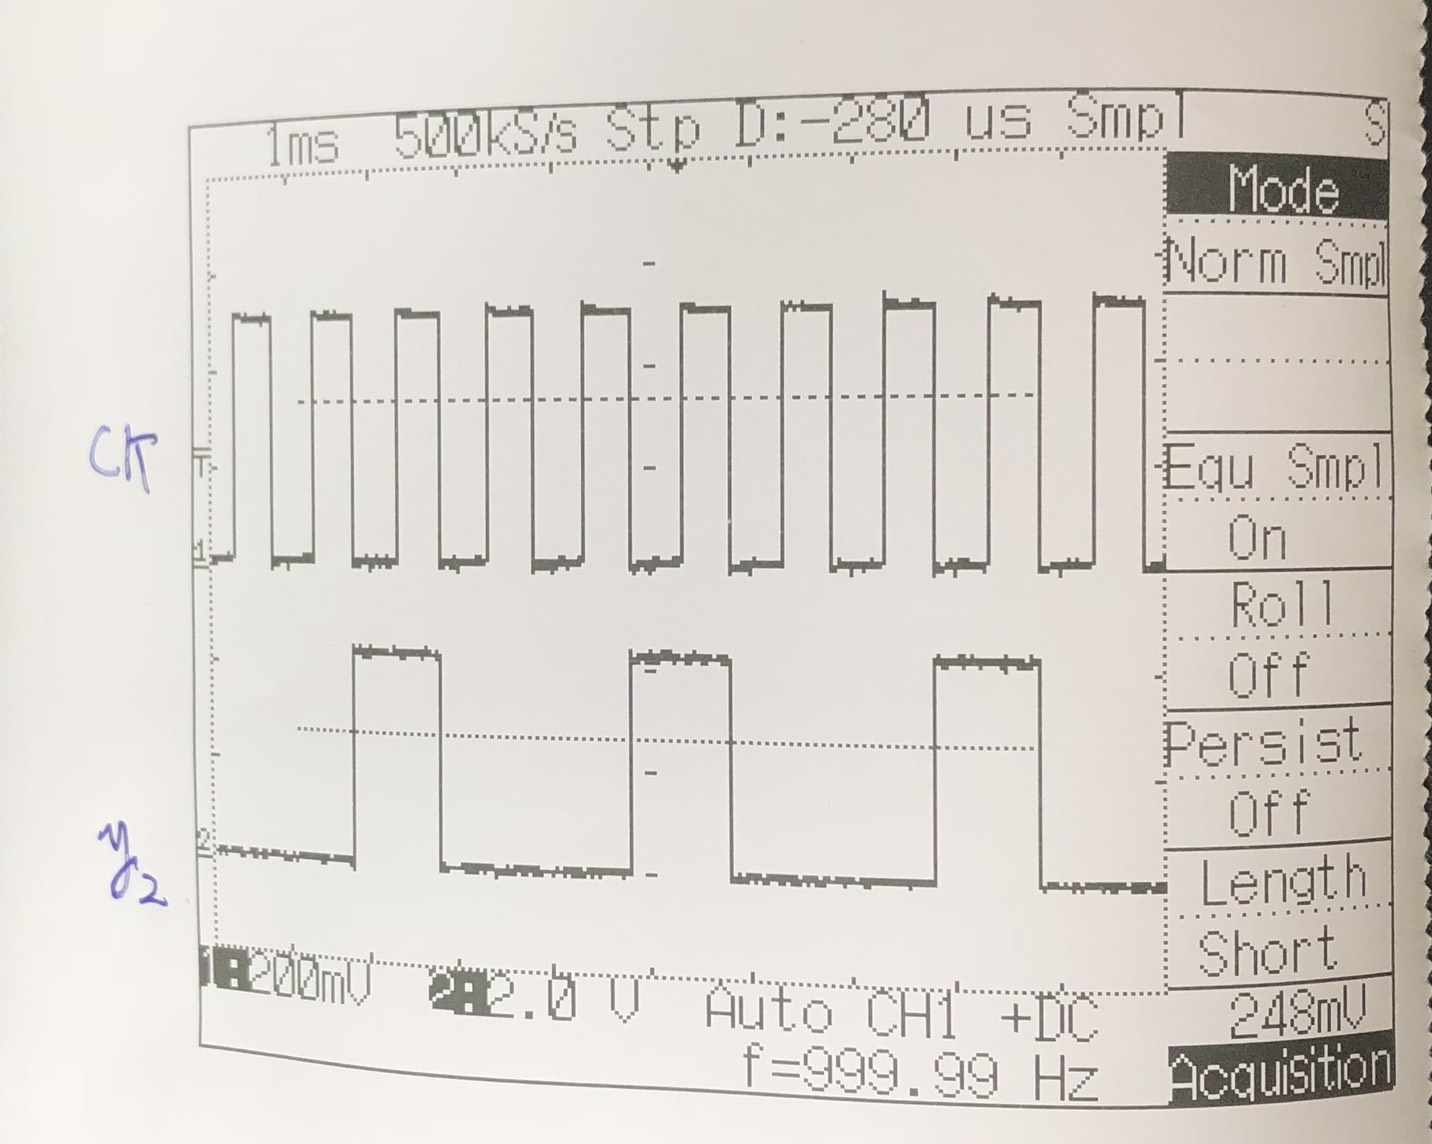 1ms 500kS/s Stp D:-280 us Smpl S
Mode
Norm Smpl
CK
T
Equ Smpl
1
On
Roll
Off
Persist
Off
y2
2
Length
Short
1:200mV 2:2.0 V Auto CH1 +DC 248mV
f=999.99 Hz Acquisition